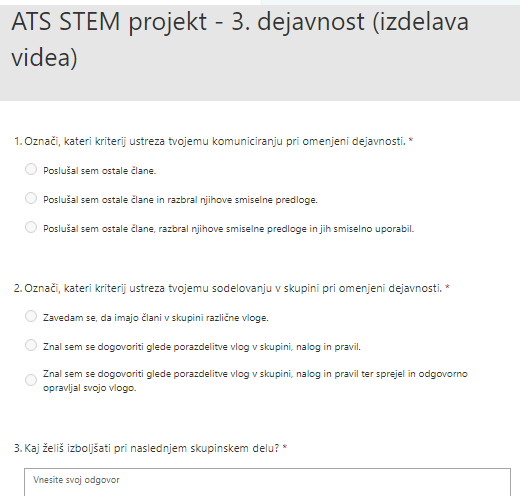 ATS STEM projekt - 3. dejavnost (izdelava
videa)
1. Označi, kateri kriterij ustreza tvojemu komuniciranju pri omenjeni dejavnosti. *
Poslušal sem ostale člane.
Poslušal sem ostale člane in razbral njihove smiselne predloge.
Poslušal sem ostale člane, razbral njihove smiselne predloge in jih smiselno uporabil.
2. Označi, kateri kriterij ustreza tvojemu sodelovanju v skupini pri omenjeni dejavnosti. *
Zavedam se, da imajo člani v skupini različne vloge.
Znal sem se dogovoriti glede porazdelitve vlog v skupini, nalog in pravil.
Znal sem se dogovoriti glede porazdelitve vlog v skupini, nalog in pravil ter sprejel in odgovorno
opravljal svojo vlogo.
3. Kaj želiš izboljšati pri naslednjem skupinskem delu? *
Vnesite svoj odgovor